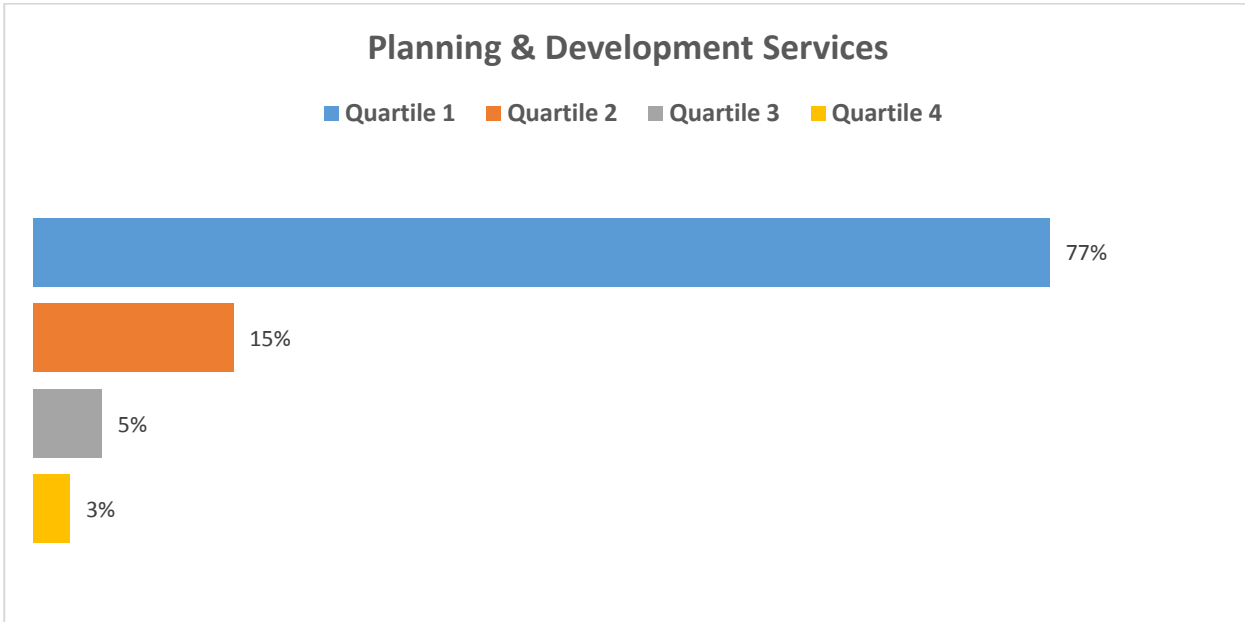 Planning & Development Services
Quartile 1 Quartile 2 Quartile 3 Quartile 4
77%
15%
5%
3%